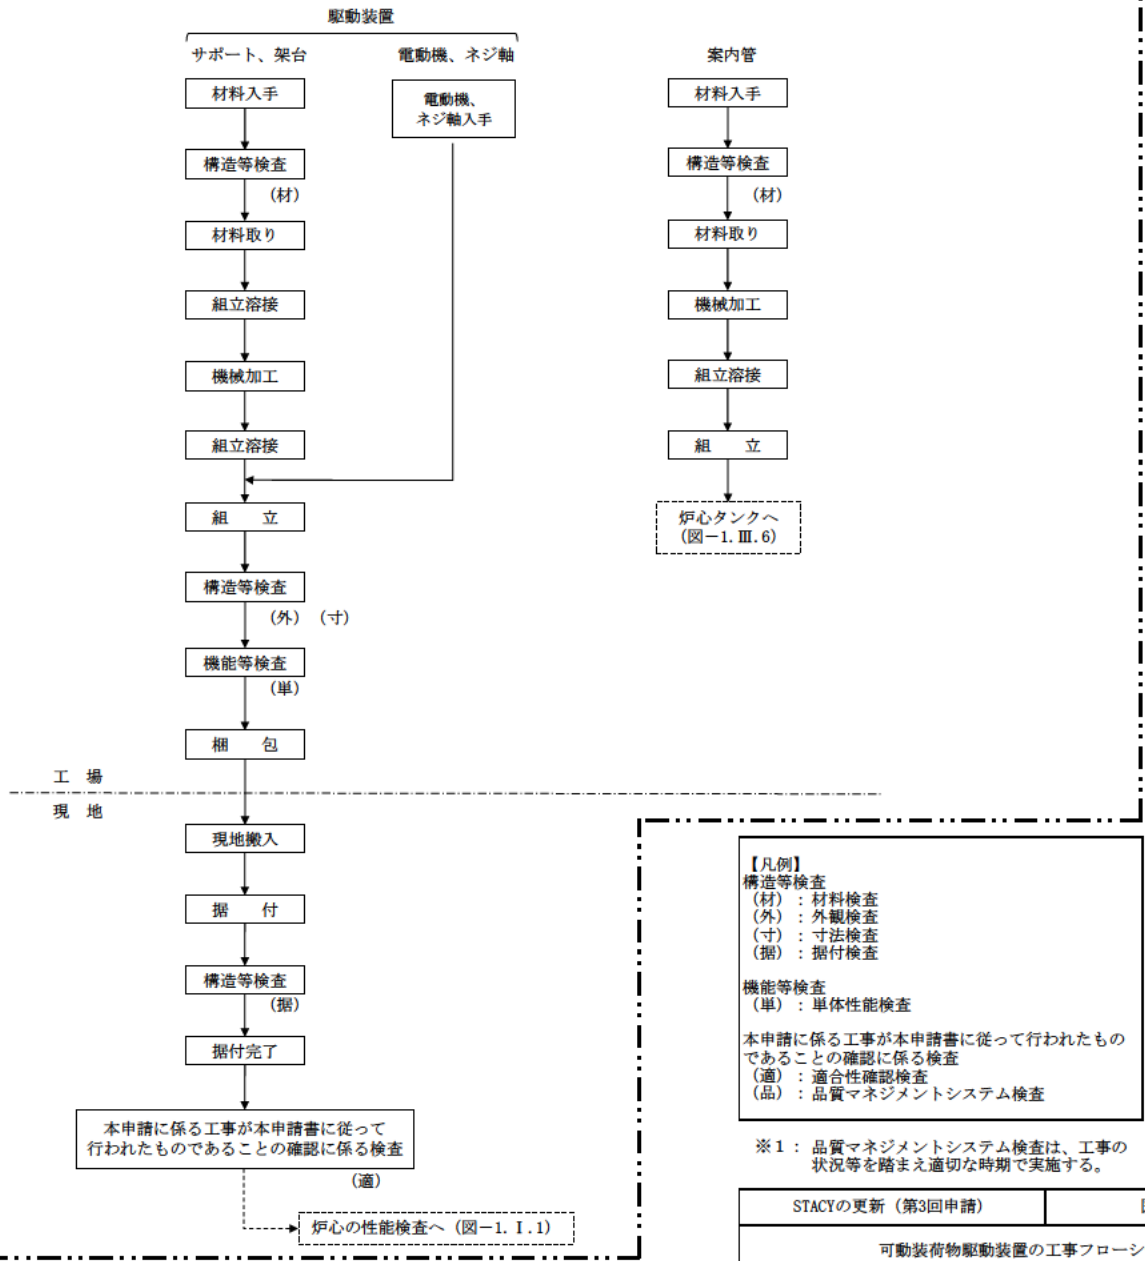 駆動装置
サポート、架台
電動機、ネジ軸
案内管
材料入手
電動機、
ネジ軸入手
材料入手
構造等検査
(材)
構造等検査
(材)
材料取り
材料取り
組立溶接
機械加工
機械加工
組立溶接
組立溶接
組　立
組　立
炉心タンクへ
(図－1.Ⅲ.6)
構造等検査
(外) (寸)
機能等検査
(単)
梱　包
工　場
現　地
現地搬入
据　付
構造等検査
(据)
据付完了
本申請に係る工事が本申請書に従って
行われたものであることの確認に係る検査
(適)
炉心の性能検査へ (図－1.Ⅰ.1)
【凡例】
構造等検査
(材)：材料検査
(外)：外観検査
(寸)：寸法検査
(据)：据付検査
機能等検査
(単)：単体性能検査
本申請に係る工事が本申請書に従って行われたもの
であることの確認に係る検査
(適)：適合性確認検査
(品)：品質マネジメントシステム検査
※1：品質マネジメントシステム検査は、工事の
状況等を踏まえ適切な時期で実施する。
STACYの更新 (第3回申請)
可動装荷物駆動装置の工事フローシ